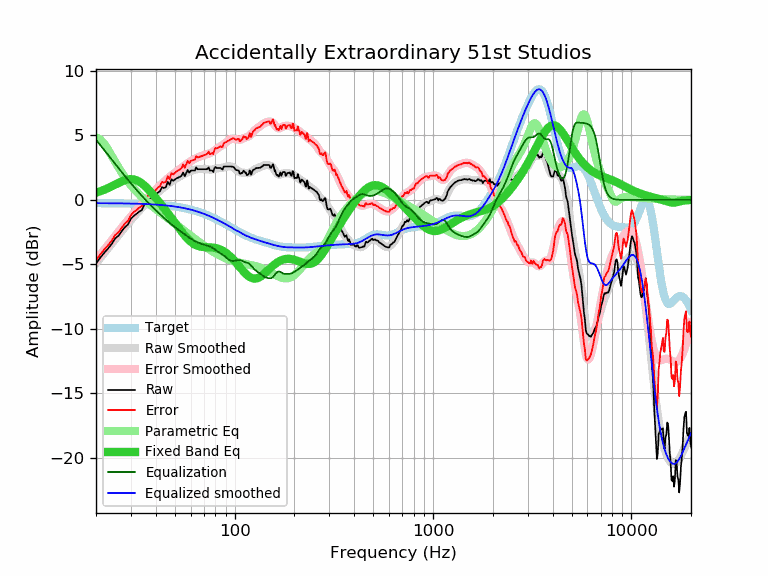 Accidentally Extraordinary 51st Studios
10
5
0
−5
−10
−15
−20
Amplitude (dBr)
Target
Raw Smoothed
Error Smoothed
Raw
Error
Parametric Eq
Fixed Band Eq
Equalization
Equalized smoothed
100 1000 10000
Frequency (Hz)